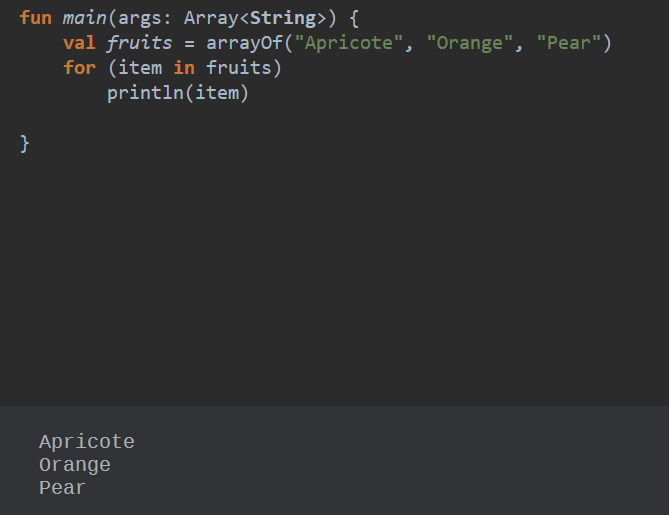 fun main(args: Array<String>) {
    val fruits = arrayOf("Apricote", "Orange", "Pear")
    for (item in fruits)
        println(item)
}
Apricote
Orange
Pear